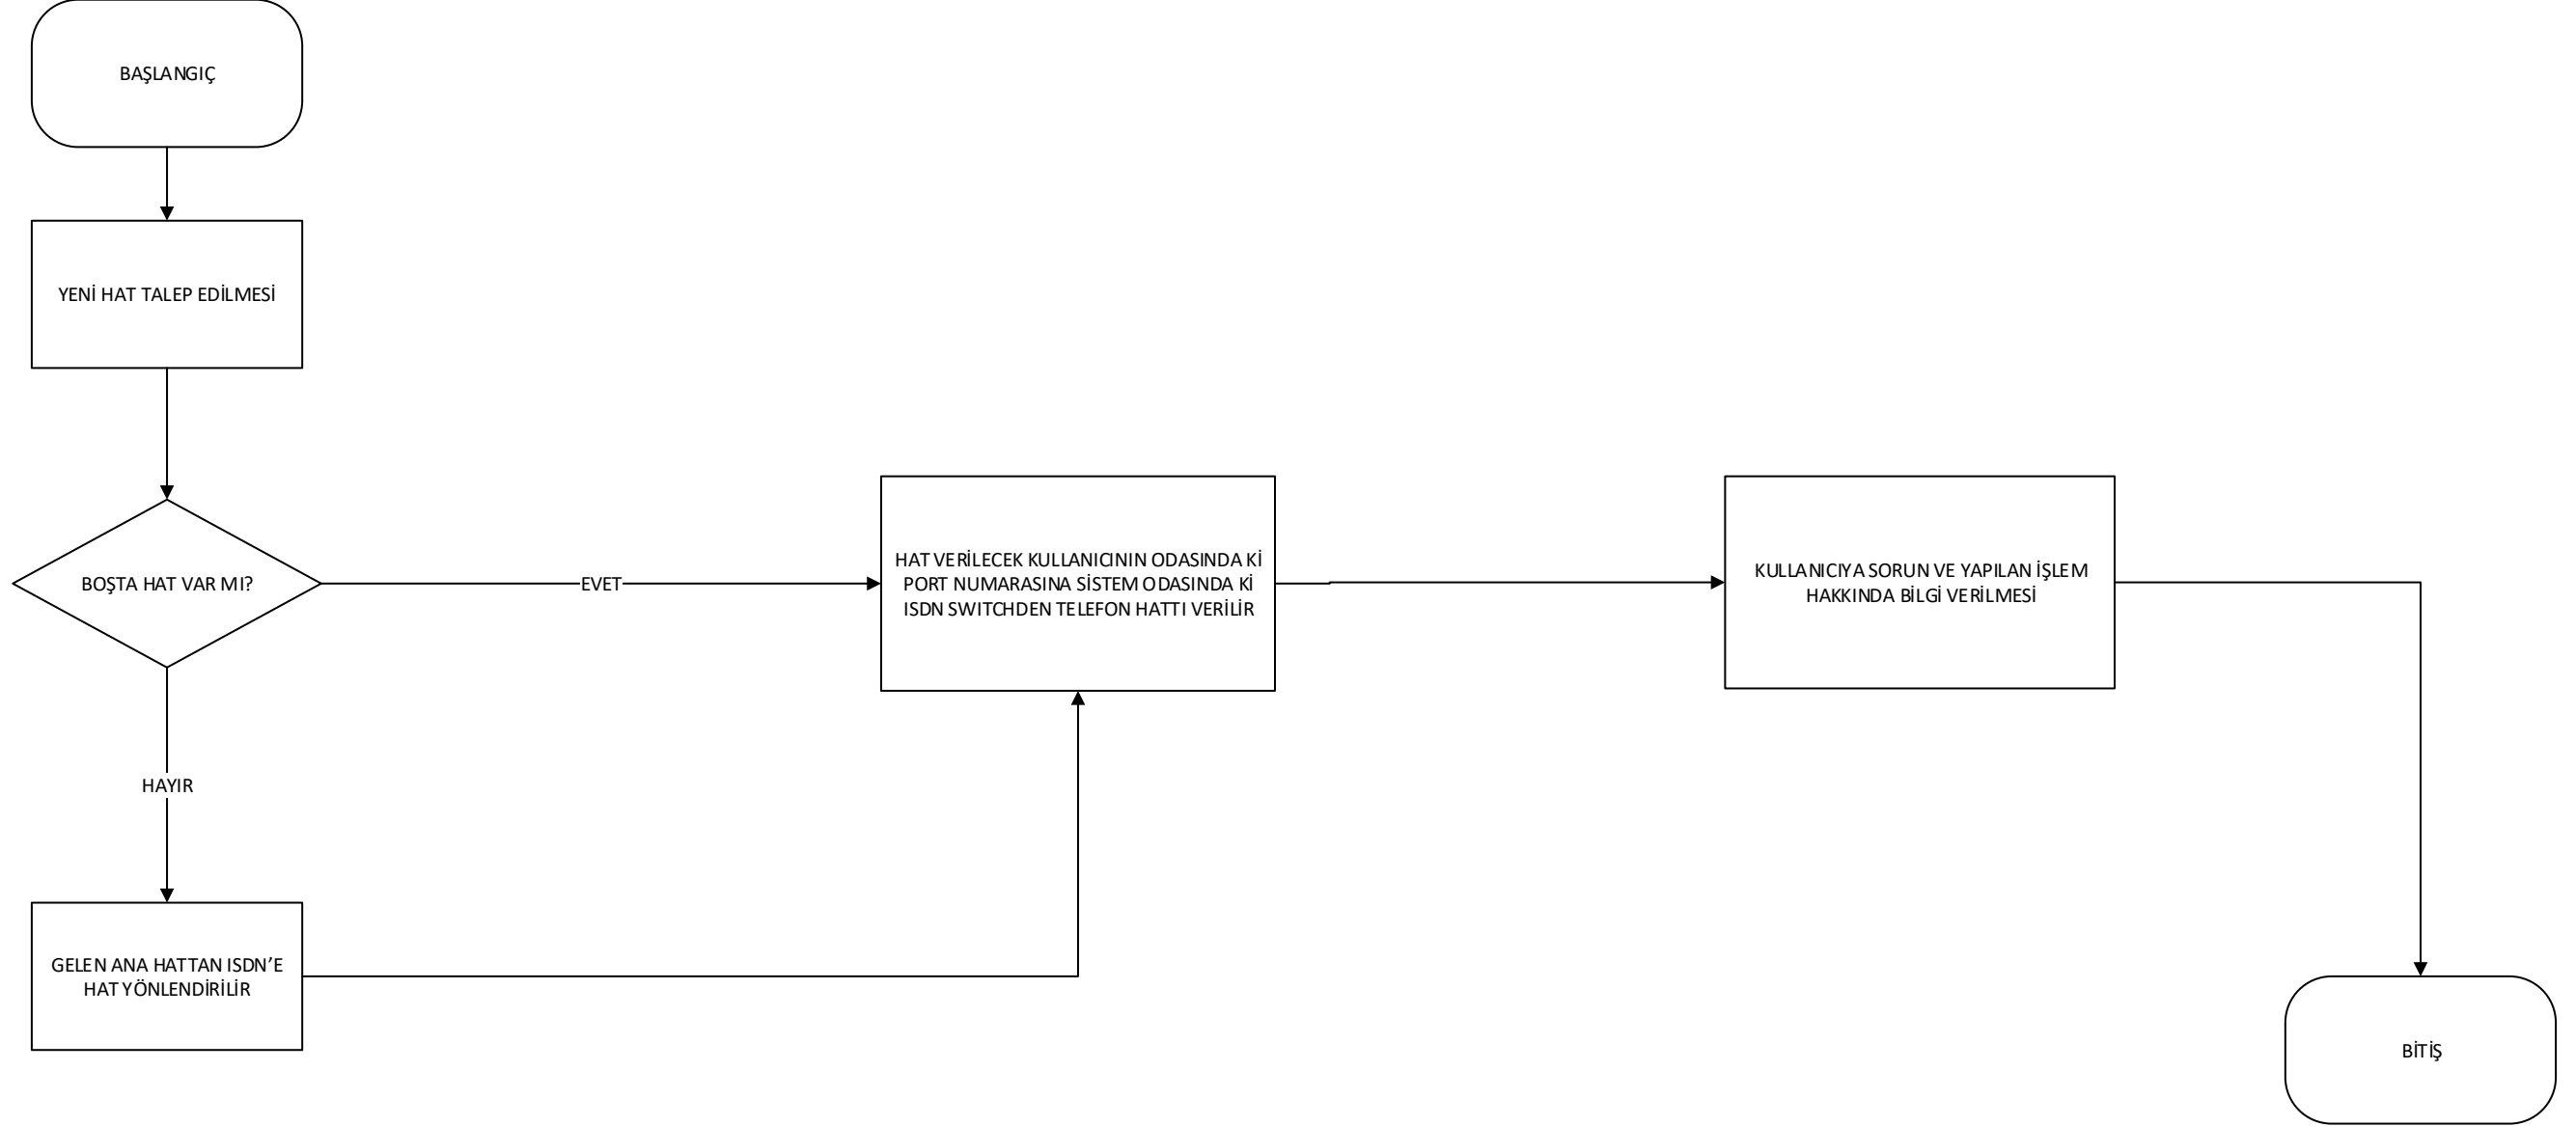 BAŞLANGIÇ
YENİ HAT TALEP EDİLMESİ
BOŞTA HAT VAR MI?
EVET
HAT VERİLECEK KULLANICININ ODASINDA Kİ
PORT NUMARASINA SİSTEM ODASINDA Kİ
ISDN SWITCHDEN TELEFON HATTI VERİLİR
KULLANICIYA SORUN VE YAPILAN İŞLEM
HAKKINDA BİLGİ VERİLMESİ
HAYIR
GELEN ANA HATTAN ISDN’E
HAT YÖNLENDİRİLİR
BİTİŞ